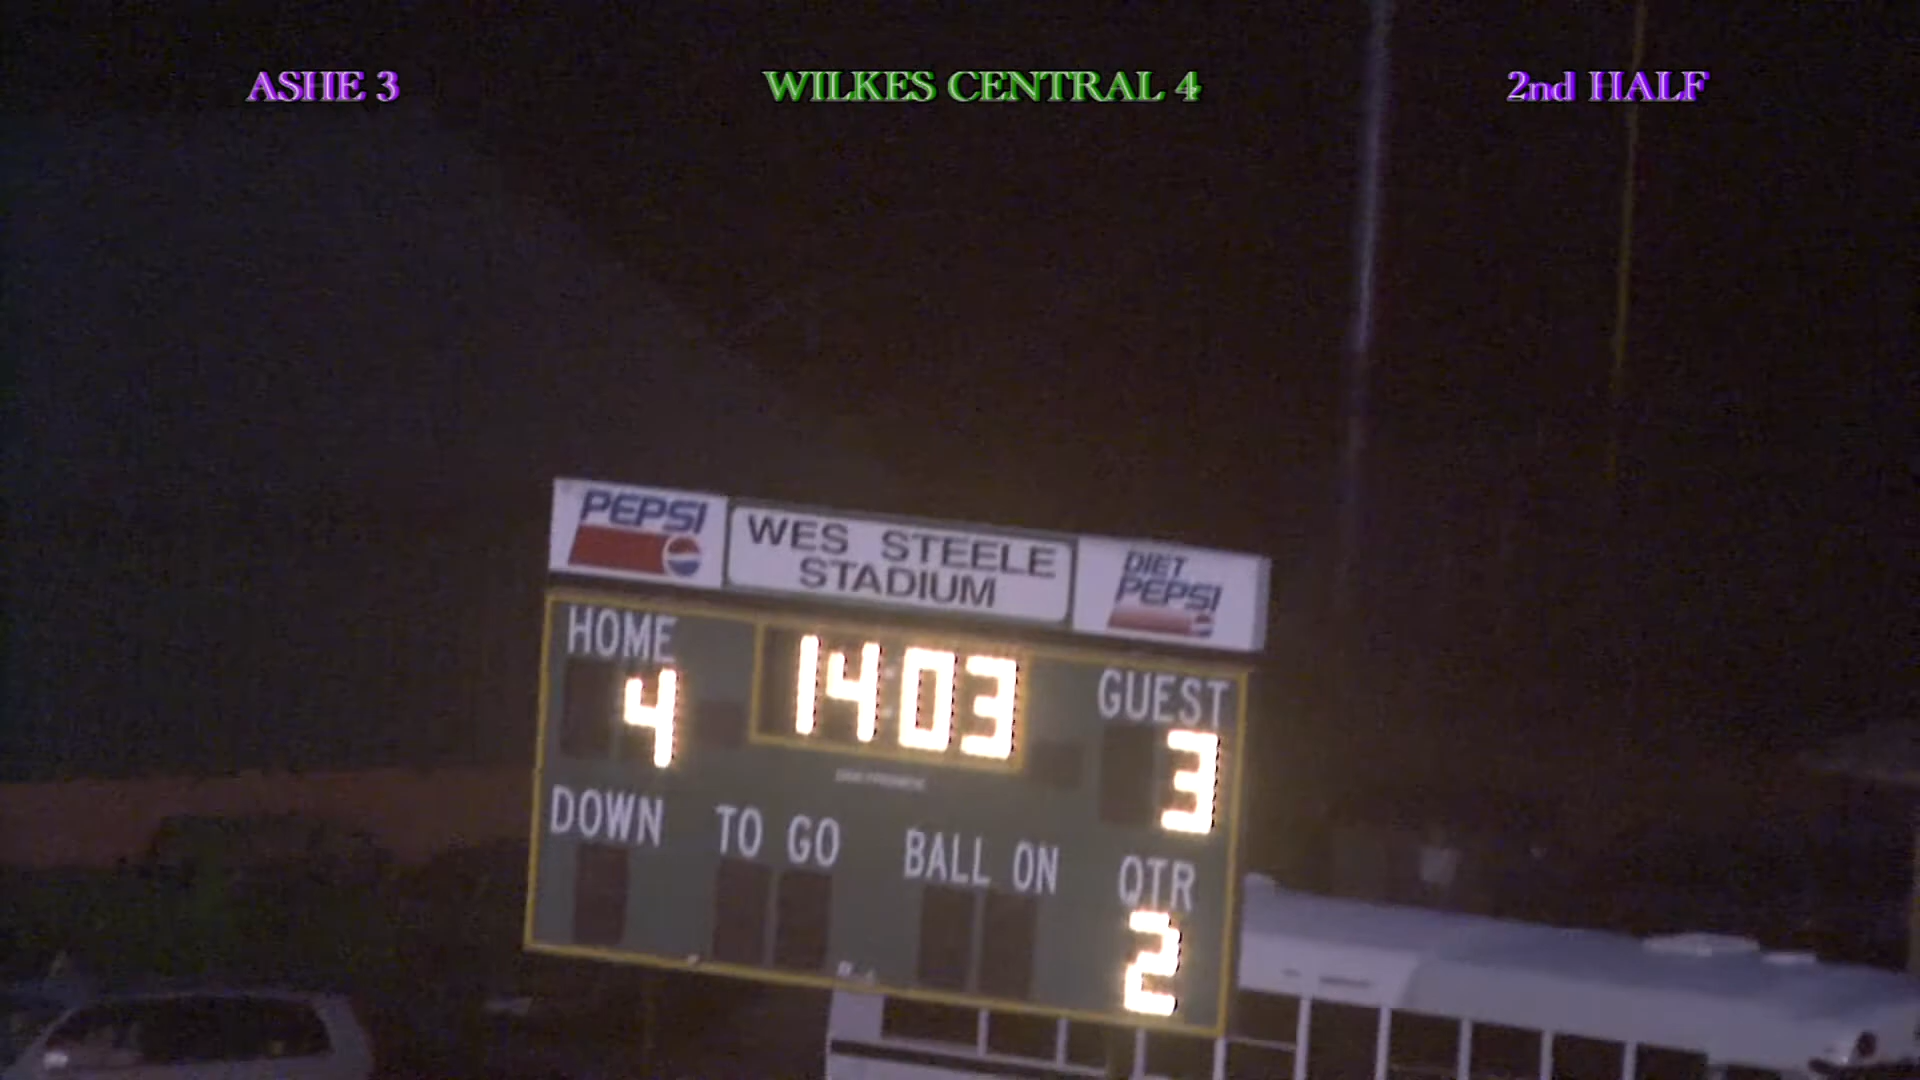 ASHE 3
WILKES CENTRAL 4
2nd HALF
PEPSI
WES STEELE
STADIUM
DIET
PEPSI
HOME
14:03
GUEST
4
3
DOWN
TO GO
BALL ON
QTR
2